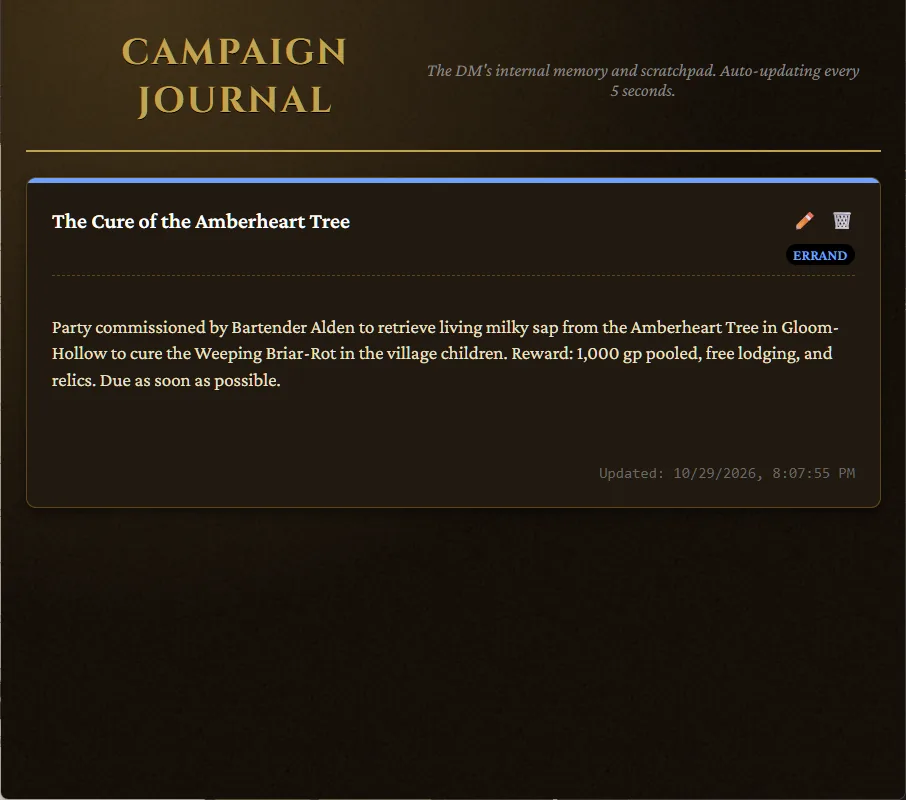 CAMPAIGN
JOURNAL
The DM's internal memory and scratchpad. Auto-updating every
5 seconds.
The Cure of the Amberheart Tree
ERRAND
Party commissioned by Bartender Alden to retrieve living milky sap from the Amberheart Tree in Gloom-
Hollow to cure the Weeping Briar-Rot in the village children. Reward: 1,000 gp pooled, free lodging, and
relics. Due as soon as possible.
Updated: 10/29/2026, 8:07:55 PM